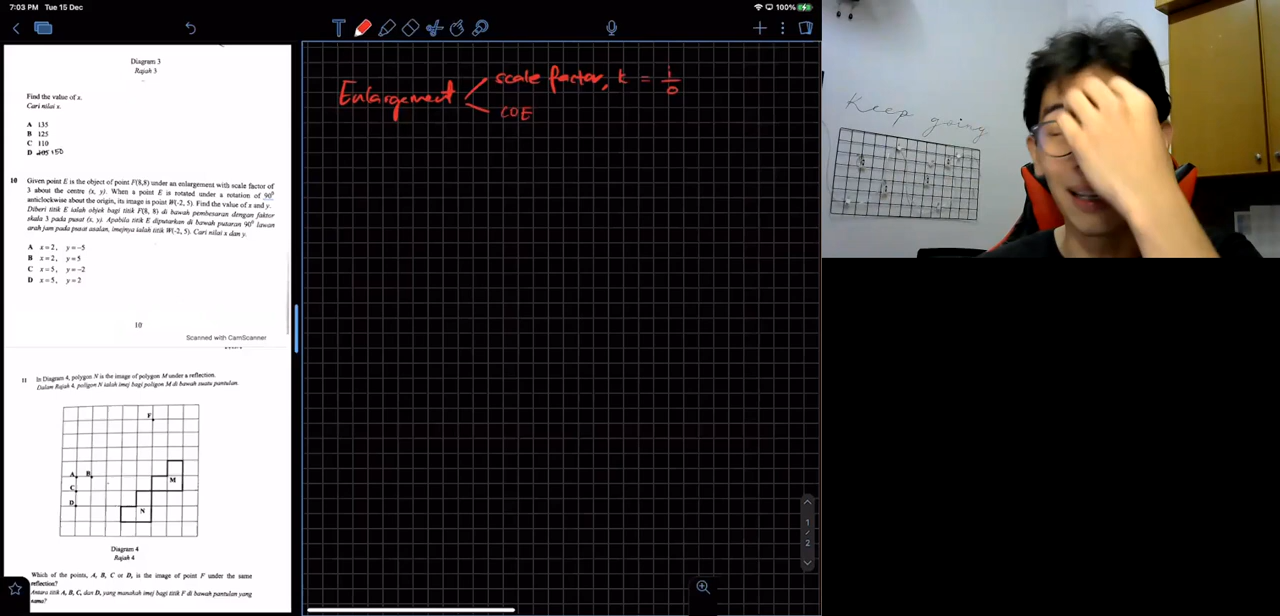 7:03 PM Tue 15 Dec
100%
Diagram 3
Rajah 3
Find the value of x.
Cari nilai x.
A 135
B 125
C 110
D 150
10 Given point E is the object of point F(8,8) under an enlargement with scale factor of
3 about the centre (x, y). When a point E is rotated under a rotation of 90°
anticlockwise about the origin, its image is point W(-2, 5). Find the value of x and y.
Diberi titik E ialah objek bagi titik F(8, 8) di bawah pembesaran dengan faktor
skala 3 pada pusat (x, y). Apabila titik E diputarkan di bawah putaran 90° lawan
arah jam pada pusat asalan, imejnya ialah titik W(-2, 5). Cari nilai x dan y.
A x=2, y=-5
B x=2, y=5
C x=5, y=-2
D x=5, y=2
10
Scanned with CamScanner
11 In Diagram 4, polygon N is the image of polygon M under a reflection.
Dalam Rajah 4, poligon N ialah imej bagi poligon M di bawah suatu pantulan.
F
A B
M
C
D
N
Diagram 4
Rajah 4
Which of the points, A, B, C or D, is the image of point F under the same
reflection?
Antara titik A, B, C, dan D, yang manakah imej bagi titik F di bawah pantulan yang
sama?
Enlargement
scale factor, k = i/o
COE
1
2
Keep going